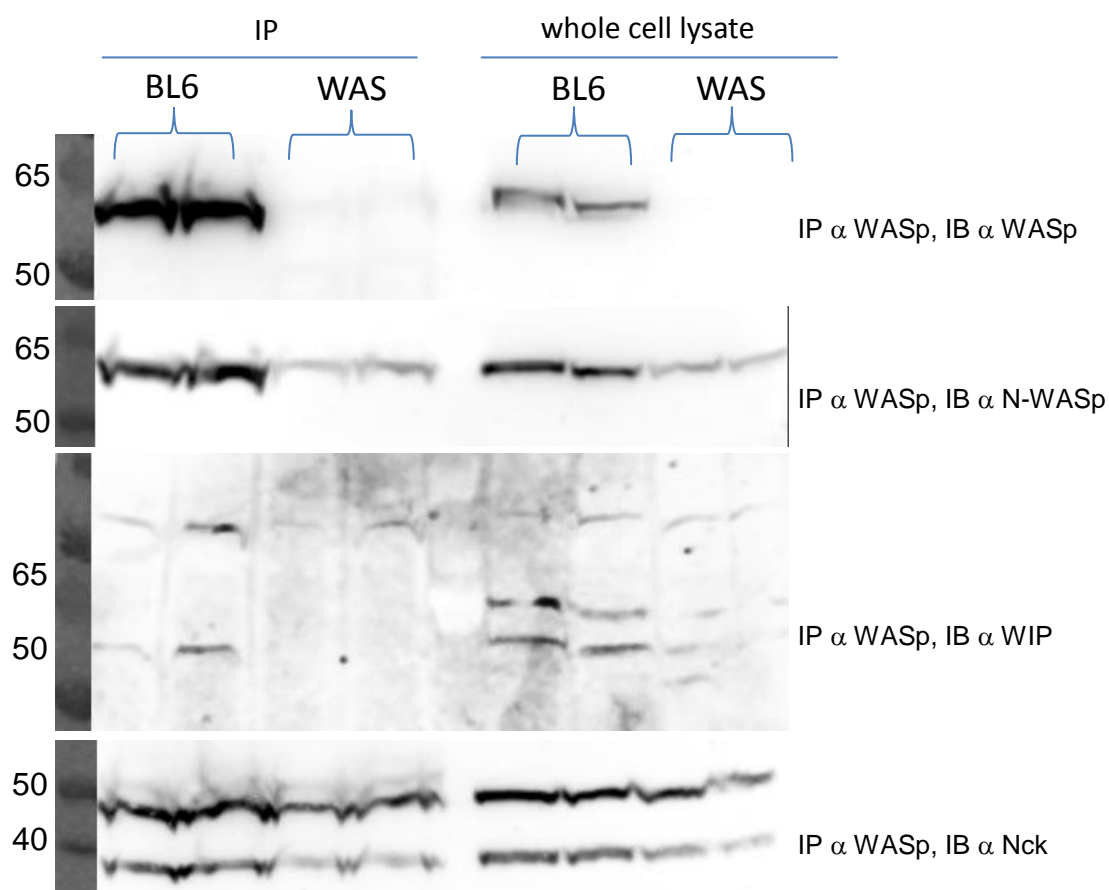 IP whole cell lysate
BL6 WAS BL6 WAS
65
50
IP α WASp, IB α WASp
65
50
IP α WASp, IB α N-WASp
65
50
IP α WASp, IB α WIP
50
40
IP α WASp, IB α Nck